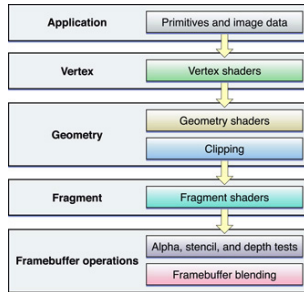 Application
Primitives and image data
Vertex
Vertex shaders
Geometry
Geometry shaders
Clipping
Fragment
Fragment shaders
Framebuffer operations
Alpha, stencil, and depth tests
Framebuffer blending